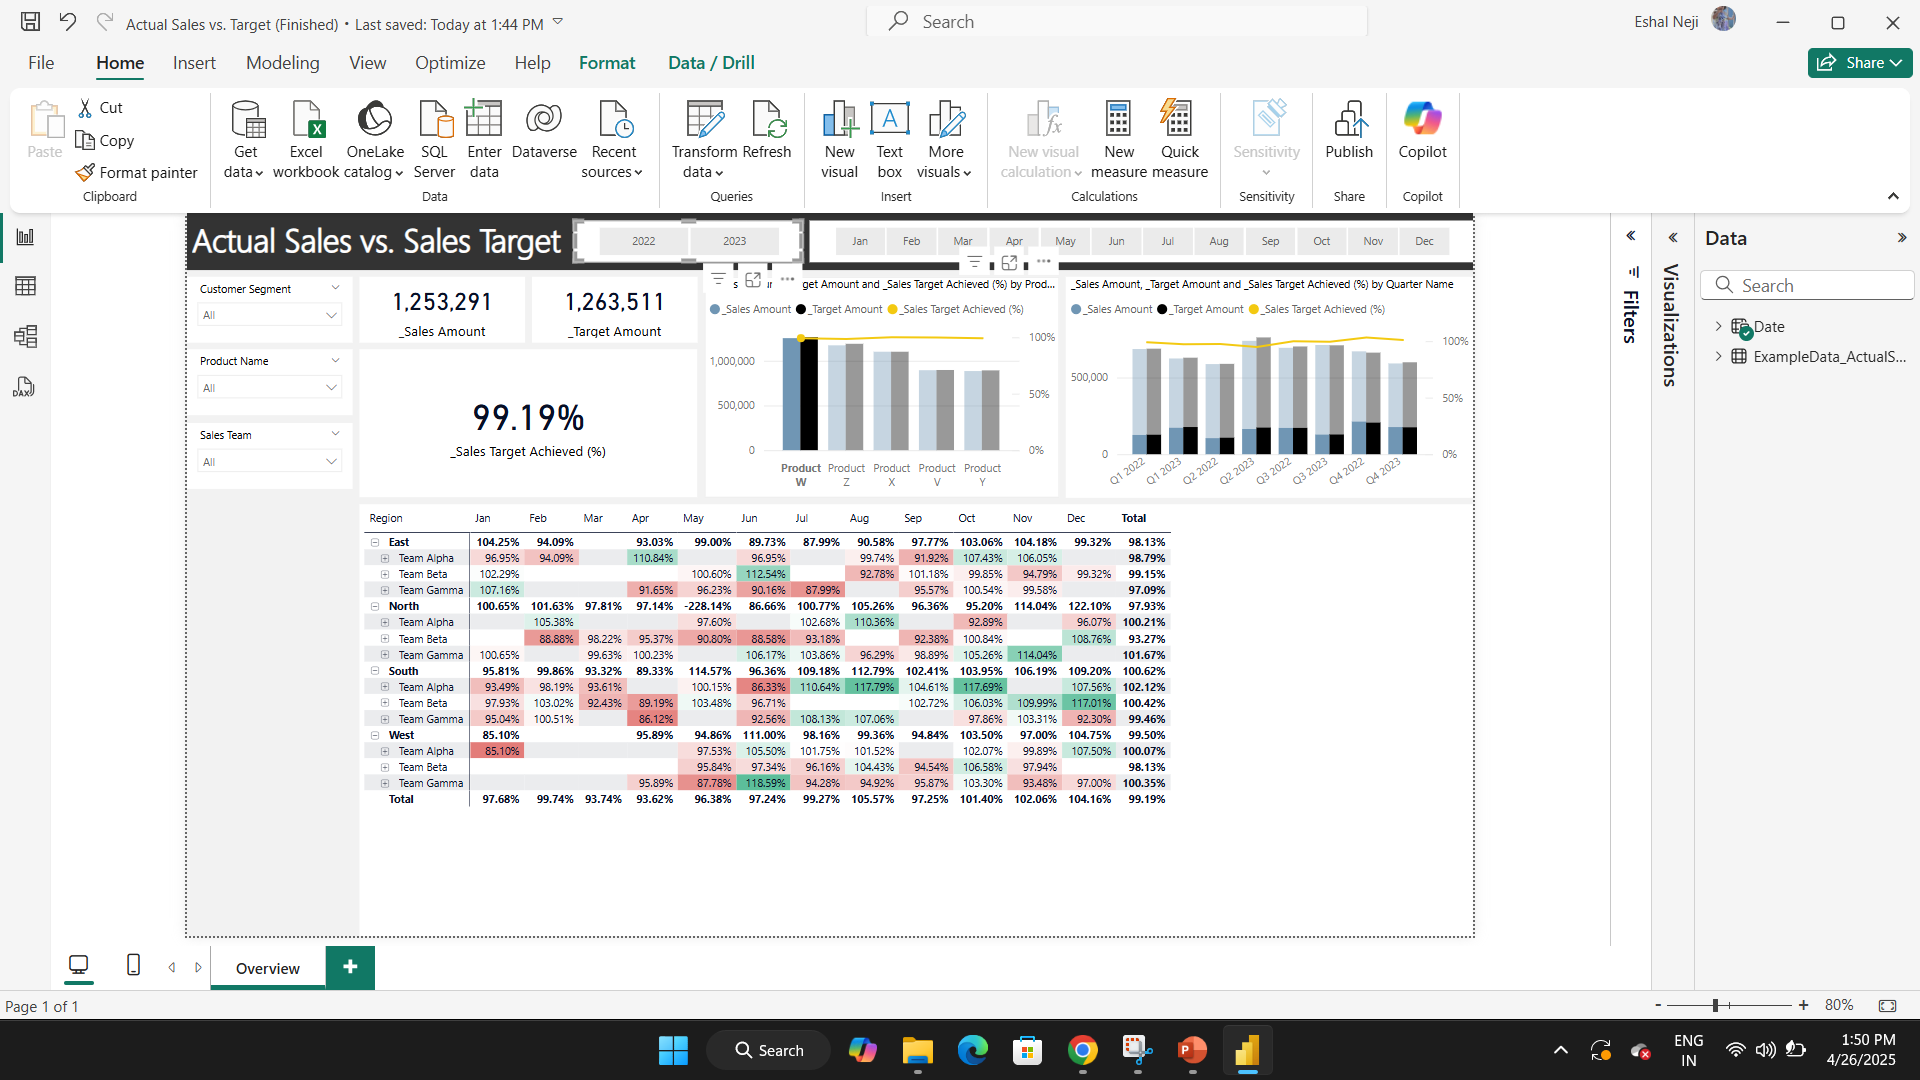 Actual Sales vs. Target (Finished) • Last saved: Today at 1:44 PM
Search
Eshal Neji
File Home Insert Modeling View Optimize Help Format Data / Drill
Share
Paste
Cut
Copy
Format painter
Clipboard
Get data
Excel workbook
OneLake catalog
SQL Server
Enter data
Dataverse
Recent sources
Data
Transform data
Refresh
Queries
New visual
Text box
More visuals
Insert
New visual calculation
New measure
Quick measure
Calculations
Sensitivity
Sensitivity
Publish
Share
Copilot
Copilot
Actual Sales vs. Sales Target
2022 2023
Jan Feb Mar Apr May Jun Jul Aug Sep Oct Nov Dec
Customer Segment
All
Product Name
All
Sales Team
All
1,253,291
_Sales Amount
1,263,511
_Target Amount
99.19%
_Sales Target Achieved (%)
get Amount and _Sales Target Achieved (%) by Prod...
_Sales Amount _Target Amount _Sales Target Achieved (%)
1,000,000
500,000
0
100%
50%
0%
Product W
Product Z
Product X
Product V
Product Y
_Sales Amount, _Target Amount and _Sales Target Achieved (%) by Quarter Name
_Sales Amount _Target Amount _Sales Target Achieved (%)
500,000
0
100%
50%
0%
Q1 2022 Q1 2023 Q2 2022 Q2 2023 Q3 2022 Q3 2023 Q4 2022 Q4 2023
Region Jan Feb Mar Apr May Jun Jul Aug Sep Oct Nov Dec Total
East 104.25% 94.09% 93.03% 99.00% 89.73% 87.99% 90.58% 97.77% 103.06% 104.18% 99.32% 98.13%
Team Alpha 96.95% 94.09% 110.84% 96.95% 99.74% 91.92% 107.43% 106.05% 98.79%
Team Beta 102.29% 100.60% 112.54% 92.78% 101.18% 99.85% 94.79% 99.32% 99.15%
Team Gamma 107.16% 91.65% 96.23% 90.16% 87.99% 95.57% 100.54% 99.58% 97.09%
North 100.65% 101.63% 97.81% 97.14% -228.14% 86.66% 100.77% 105.26% 96.36% 95.20% 114.04% 122.10% 97.93%
Team Alpha 105.38% 97.60% 102.68% 110.36% 92.89% 96.07% 100.21%
Team Beta 88.88% 98.22% 95.37% 90.80% 88.58% 93.18% 92.38% 100.84% 108.76% 93.27%
Team Gamma 100.65% 99.63% 100.23% 106.17% 103.86% 96.29% 98.89% 105.26% 114.04% 101.67%
South 95.81% 99.86% 93.32% 89.33% 114.57% 96.36% 109.18% 112.79% 102.41% 103.95% 106.19% 109.20% 100.62%
Team Alpha 93.49% 98.19% 93.61% 100.15% 86.33% 110.64% 117.79% 104.61% 117.69% 107.56% 102.12%
Team Beta 97.93% 103.02% 92.43% 89.19% 103.48% 96.71% 102.72% 106.03% 109.99% 117.01% 100.42%
Team Gamma 95.04% 100.51% 86.12% 92.56% 108.13% 107.06% 97.86% 103.31% 92.30% 99.46%
West 85.10% 95.89% 94.86% 111.00% 98.16% 99.36% 94.84% 103.50% 97.00% 104.75% 99.50%
Team Alpha 85.10% 97.53% 105.50% 101.75% 101.52% 102.07% 99.89% 107.50% 100.07%
Team Beta 95.84% 97.34% 96.16% 104.43% 94.54% 106.58% 97.94% 98.13%
Team Gamma 95.89% 87.78% 118.59% 94.28% 94.92% 95.87% 103.30% 93.48% 97.00% 100.35%
Total 97.68% 99.74% 93.74% 93.62% 96.38% 97.24% 99.27% 105.57% 97.25% 101.40% 102.06% 104.16% 99.19%
Filters
Visualizations
Data
Search
Date
ExampleData_ActualS...
DAX
Overview
Page 1 of 1
80%
Search
ENG
IN
1:50 PM
4/26/2025